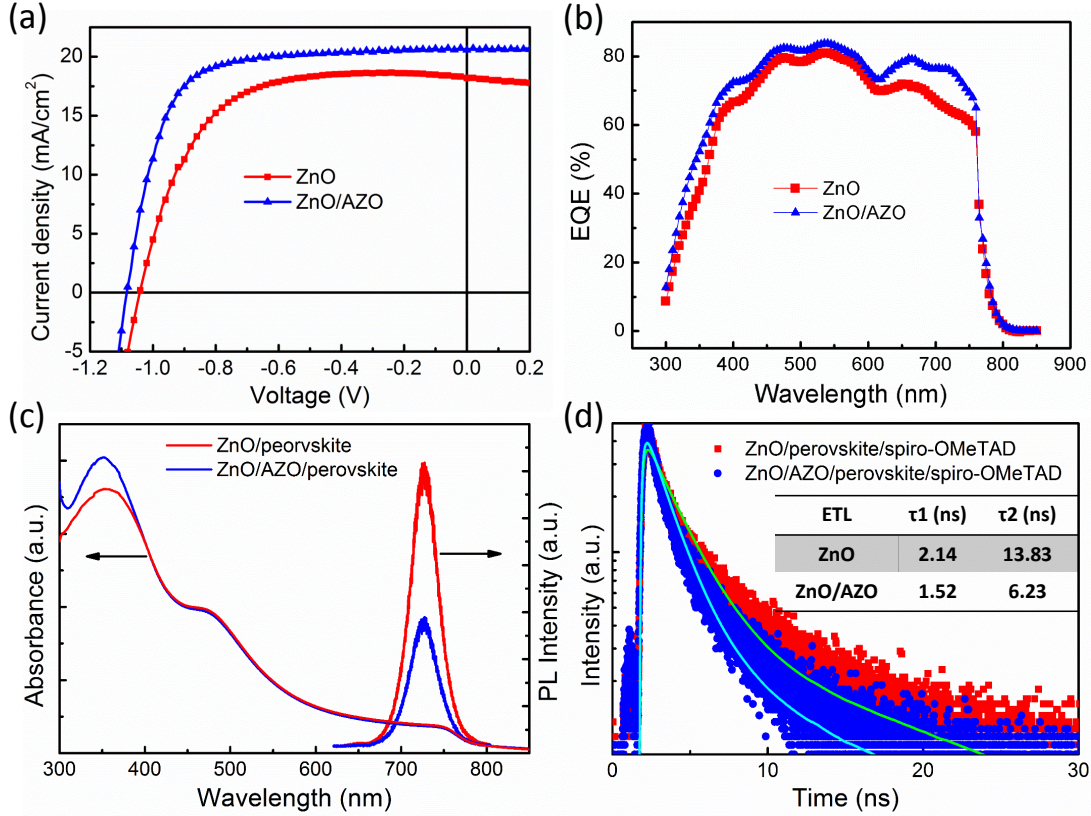 (a)
Current density (mA/cm²)
20
15
10
5
0
-5
ZnO
ZnO/AZO
-1.2 -1.0 -0.8 -0.6 -0.4 -0.2 0.0 0.2
Voltage (V)
(b)
EQE (%)
80
60
40
20
0
ZnO
ZnO/AZO
300 400 500 600 700 800 900
Wavelength (nm)
(c)
Absorbance (a.u.)
ZnO/peorvskite
ZnO/AZO/perovskite
PL Intensity (a.u.)
300 400 500 600 700 800
Wavelength (nm)
(d)
Intensity (a.u.)
ZnO/perovskite/spiro-OMeTAD
ZnO/AZO/perovskite/spiro-OMeTAD
ETL τ1 (ns) τ2 (ns)
ZnO 2.14 13.83
ZnO/AZO 1.52 6.23
0 10 20 30
Time (ns)